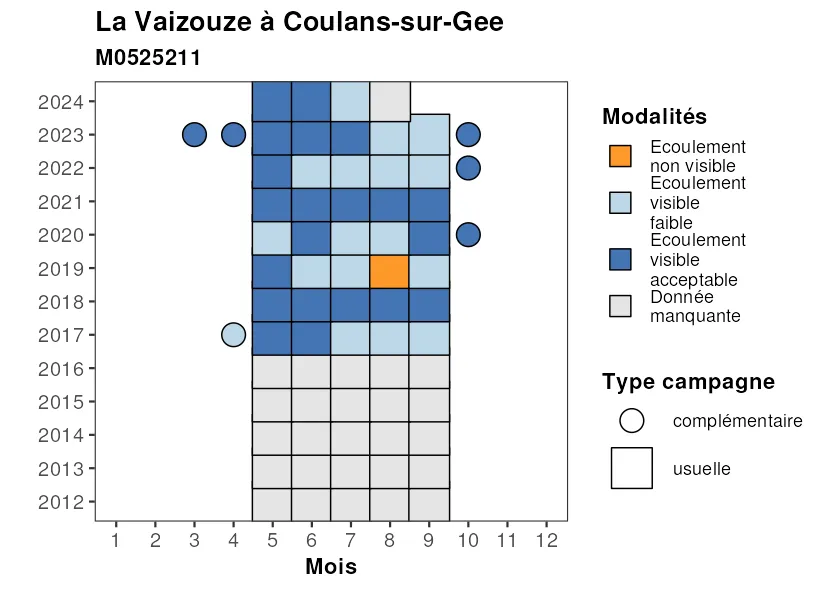 La Vaizouze à Coulans-sur-Gee
M0525211
2024
2023
2022
2021
2020
2019
2018
2017
2016
2015
2014
2013
2012
1 2 3 4 5 6 7 8 9 10 11 12
Mois
Modalités
Ecoulement
non visible
Ecoulement
visible
faible
Ecoulement
visible
acceptable
Donnée
manquante
Type campagne
complémentaire
usuelle